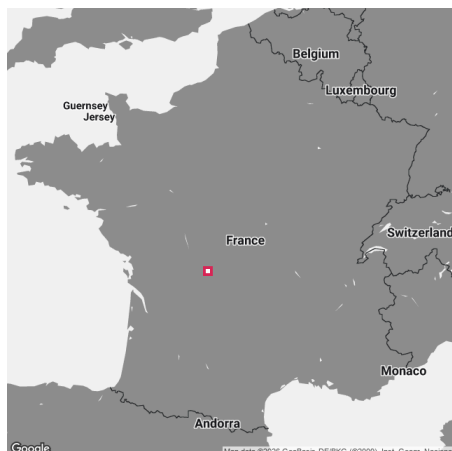 Belgium
Luxembourg
Guernsey
Jersey
Switzerland
France
Monaco
Andorra
Google